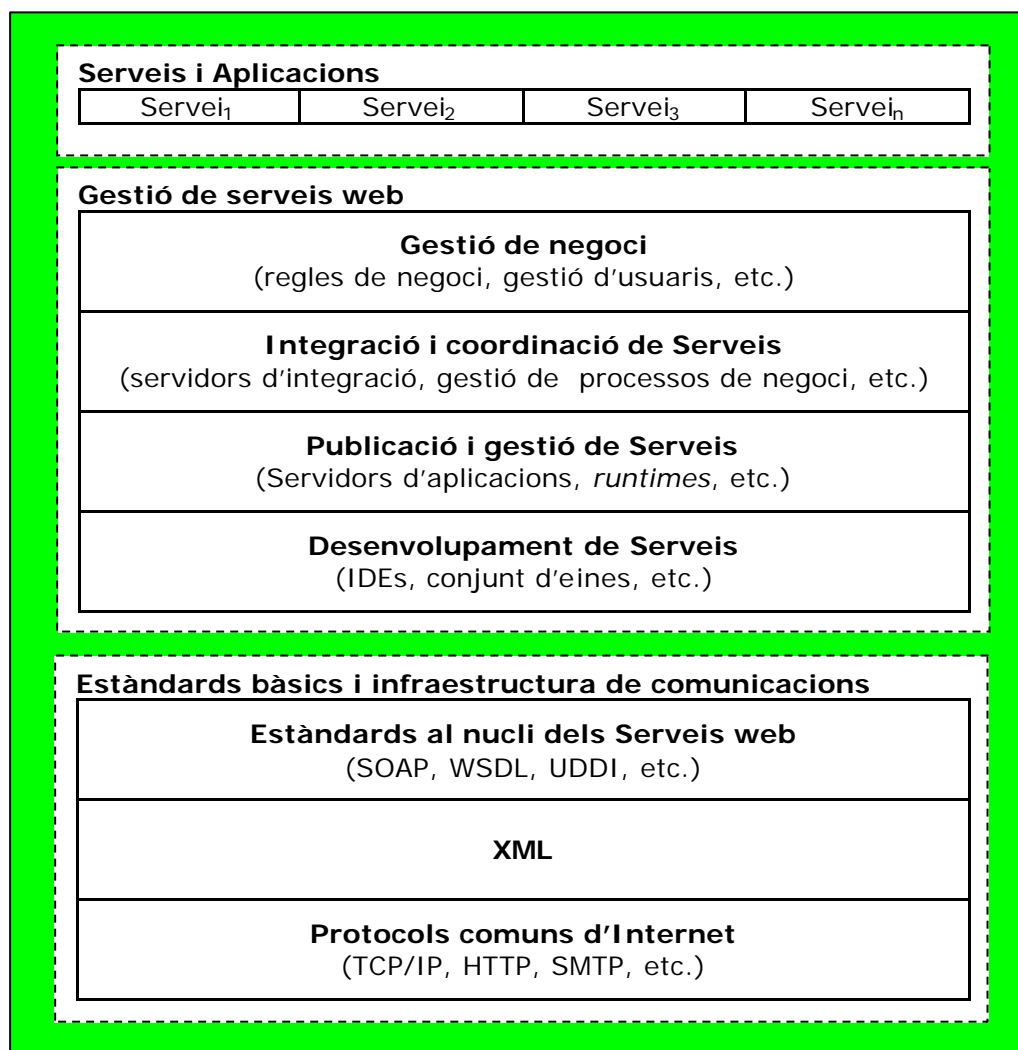 Serveis i Aplicacions
Servei₁ Servei₂ Servei₃ Serveiₙ
Gestió de serveis web
Gestió de negoci
(regles de negoci, gestió d'usuaris, etc.)
Integració i coordinació de Serveis
(servidors d'integració, gestió de processos de negoci, etc.)
Publicació i gestió de Serveis
(Servidors d'aplicacions, runtimes, etc.)
Desenvolupament de Serveis
(IDEs, conjunt d'eines, etc.)
Estàndards bàsics i infraestructura de comunicacions
Estàndards al nucli dels Serveis web
(SOAP, WSDL, UDDI, etc.)
XML
Protocols comuns d'Internet
(TCP/IP, HTTP, SMTP, etc.)